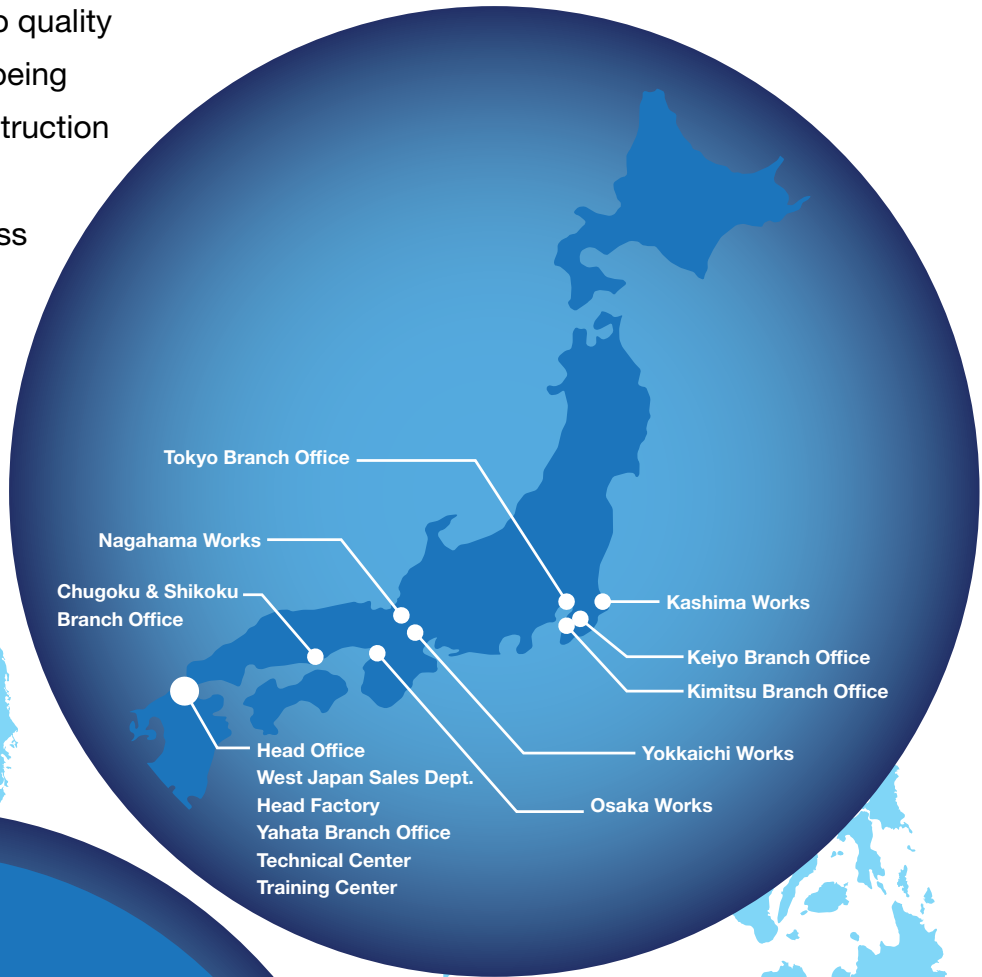 quality
being
struction
ss
Tokyo Branch Office
Nagahama Works
Chugoku & Shikoku
Branch Office
Kashima Works
Keiyo Branch Office
Kimitsu Branch Office
Yokkaichi Works
Osaka Works
Head Office
West Japan Sales Dept.
Head Factory
Yahata Branch Office
Technical Center
Training Center